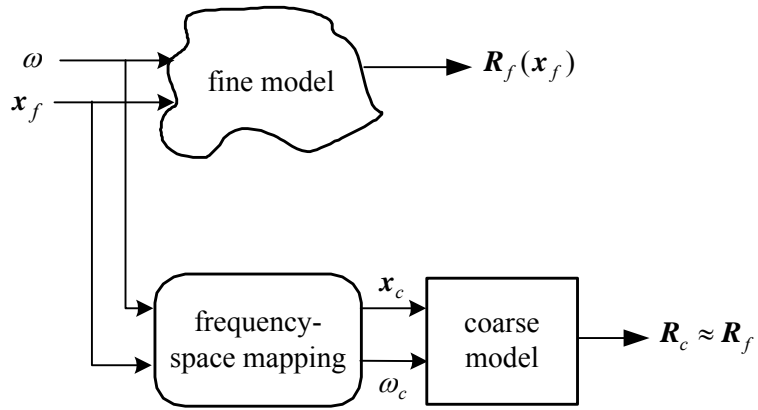 ω
x_f
fine model
R_f(x_f)
frequency-
space mapping
x_c
ω_c
coarse
model
R_c ≈ R_f